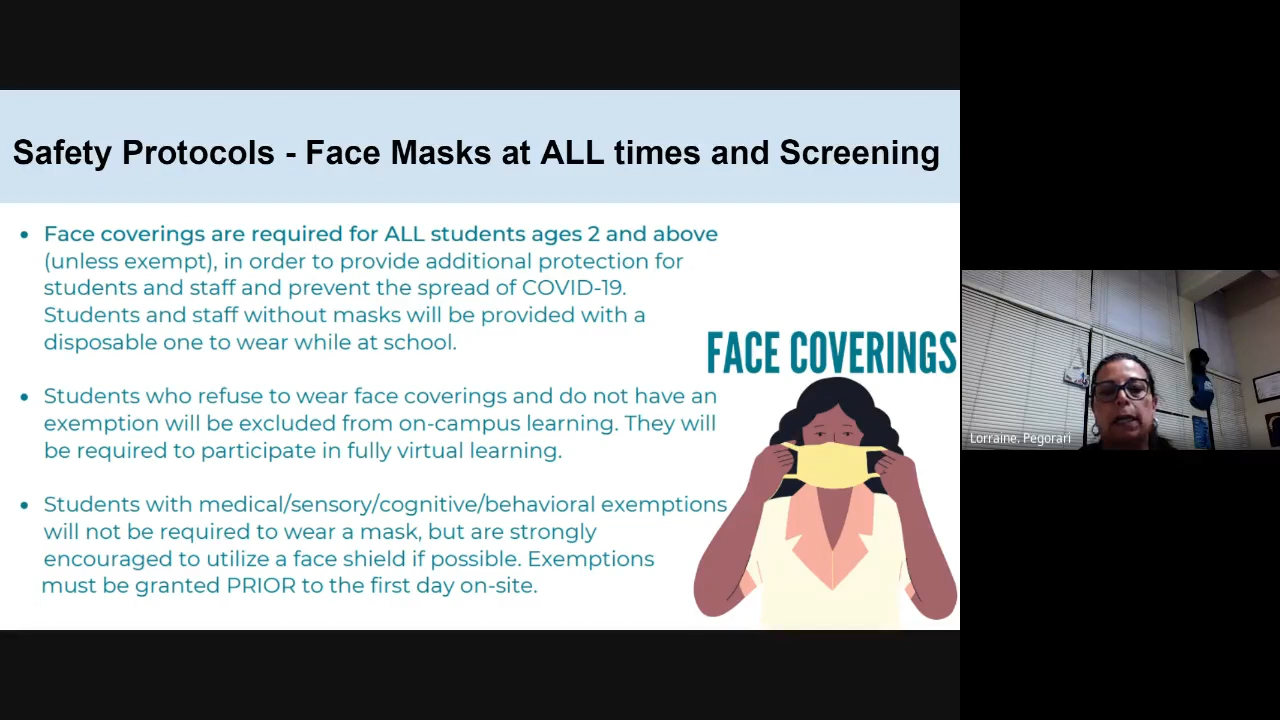 Safety Protocols - Face Masks at ALL times and Screening
• Face coverings are required for ALL students ages 2 and above
(unless exempt), in order to provide additional protection for
students and staff and prevent the spread of COVID-19.
Students and staff without masks will be provided with a
disposable one to wear while at school.
FACE COVERINGS
• Students who refuse to wear face coverings and do not have an
exemption will be excluded from on-campus learning. They will
be required to participate in fully virtual learning.
• Students with medical/sensory/cognitive/behavioral exemptions
will not be required to wear a mask, but are strongly
encouraged to utilize a face shield if possible. Exemptions
must be granted PRIOR to the first day on-site.
Lorraine. Pegorari